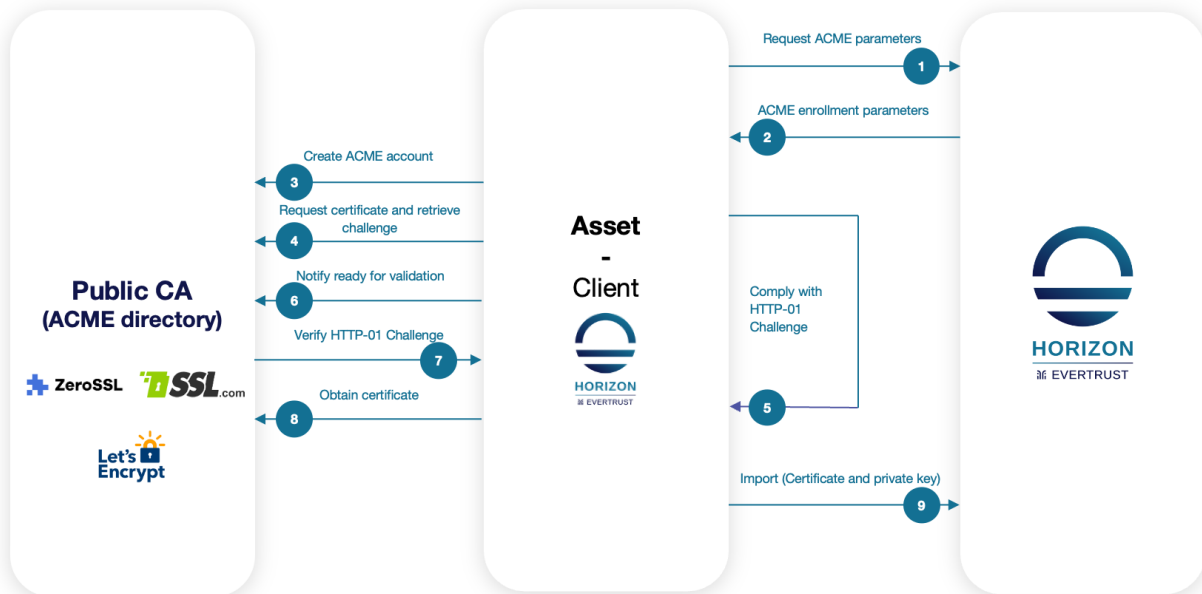 Request ACME parameters
1
ACME enrollment parameters
2
Create ACME account
3
Request certificate and retrieve
challenge
4
Notify ready for validation
6
Verify HTTP-01 Challenge
7
Obtain certificate
8
Public CA
(ACME directory)
ZeroSSL
SSL.com
Let's
Encrypt
Asset
-
Client
HORIZON
EVERTRUST
Comply with
HTTP-01
Challenge
5
Import (Certificate and private key)
9
HORIZON
EVERTRUST